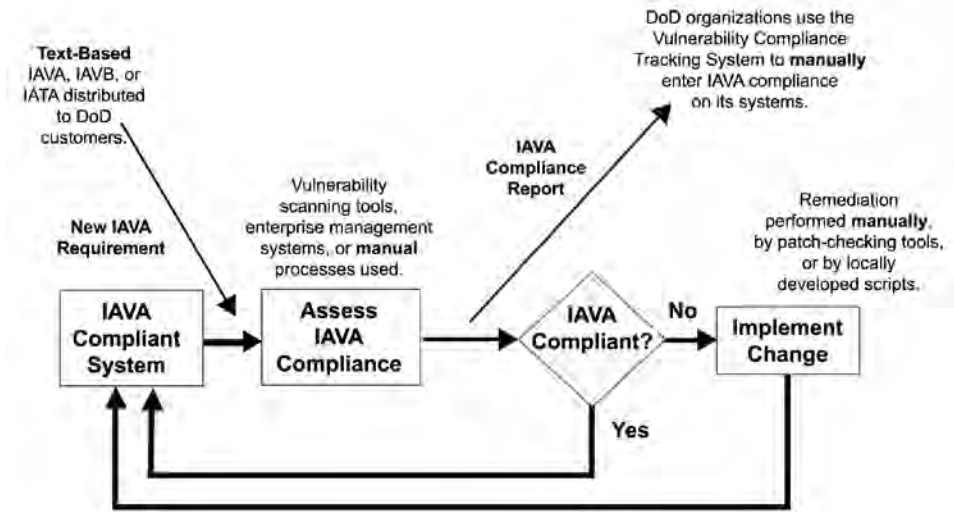 Text-Based
IAVA, IAVB, or
IATA distributed
to DoD
customers.
New IAVA
Requirement
IAVA
Compliant
System
Vulnerability
scanning tools,
enterprise management
systems, or manual
processes used.
Assess
IAVA
Compliance
IAVA
Compliance
Report
DoD organizations use the
Vulnerability Compliance
Tracking System to manually
enter IAVA compliance
on its systems.
IAVA
Compliant?
No
Yes
Remediation
performed manually,
by patch-checking tools,
or by locally
developed scripts.
Implement
Change